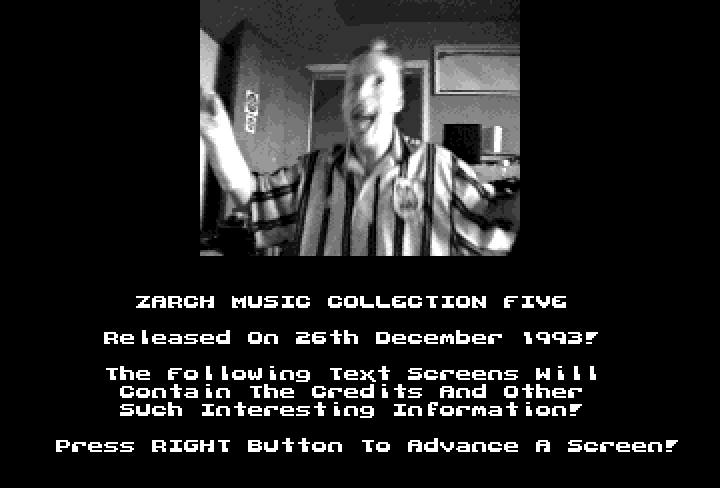 ZARCH MUSIC COLLECTION FIVE
Released On 26th December 1993!
The Following Text Screens Will
Contain The Credits And Other
Such Interesting Information!
Press RIGHT Button To Advance A Screen!